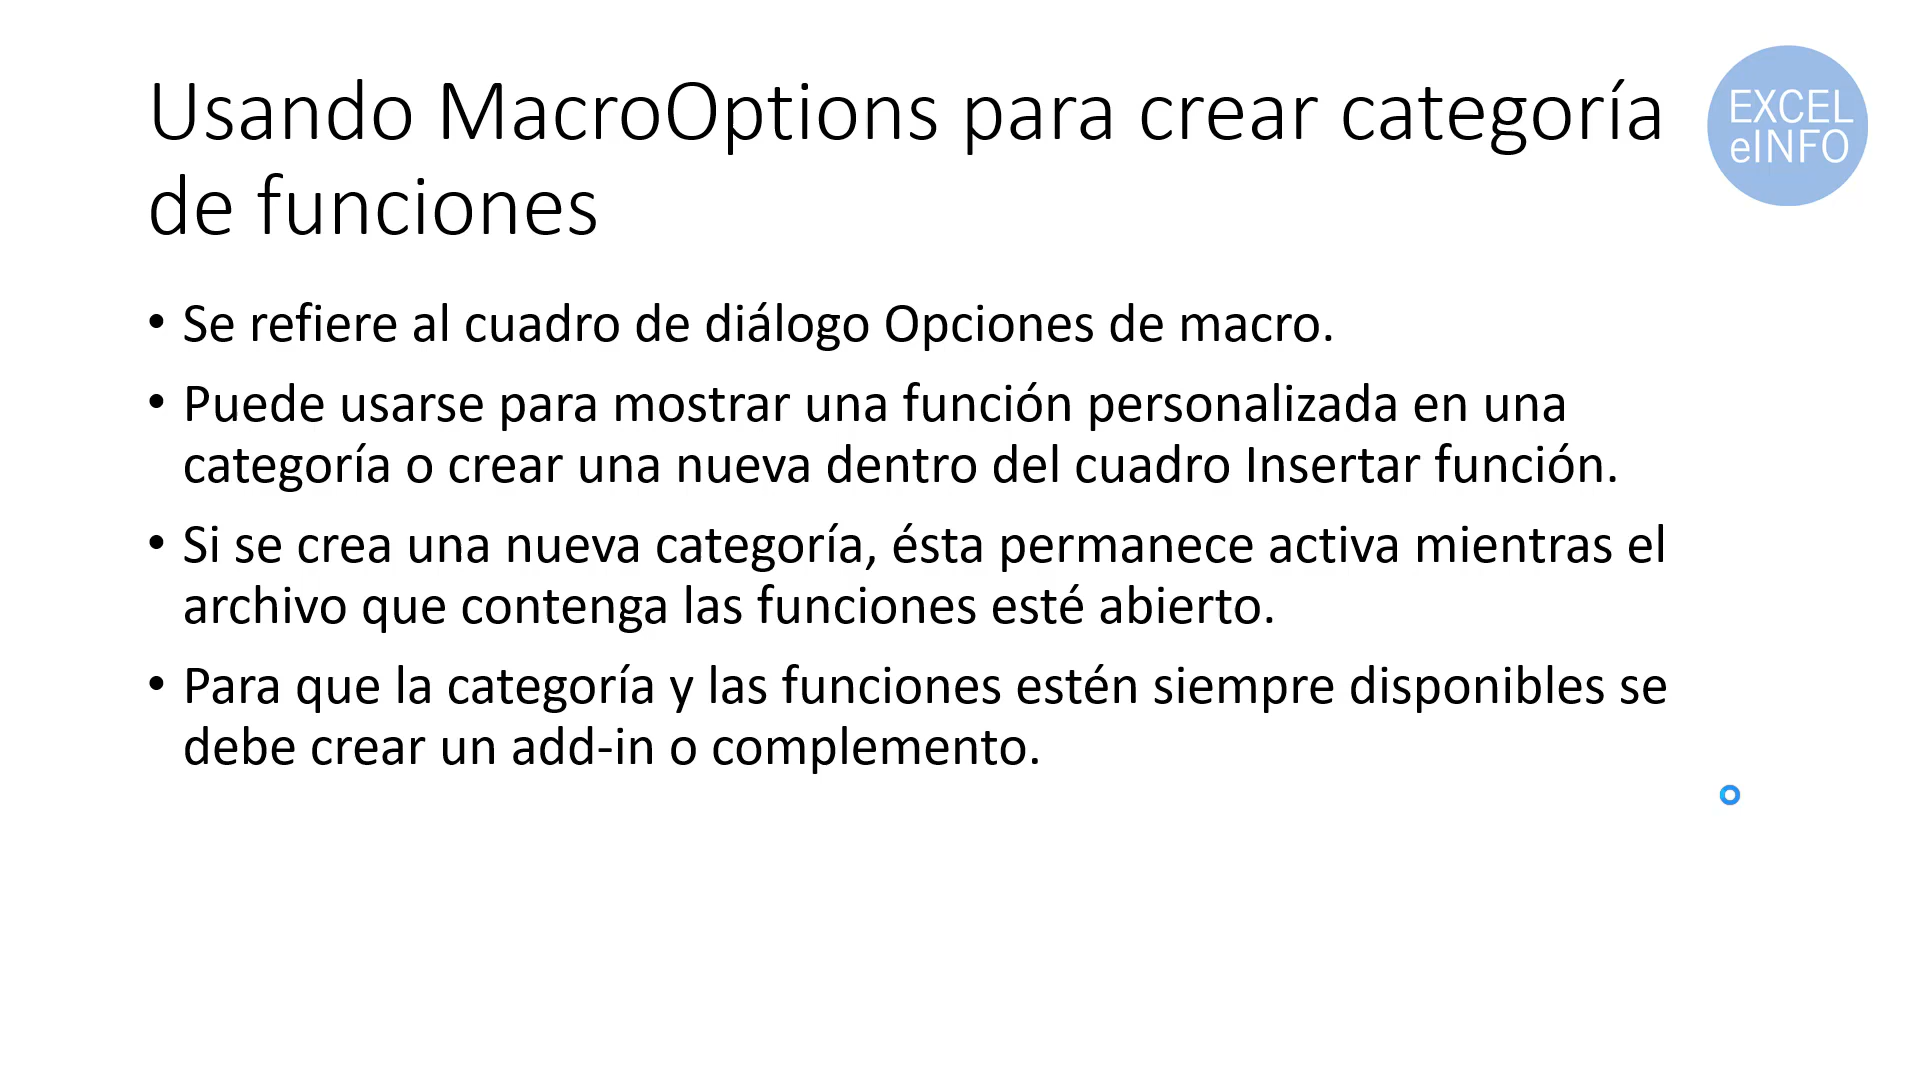 Usando MacroOptions para crear categoría
de funciones
EXCEL
eINFO
• Se refiere al cuadro de diálogo Opciones de macro.
• Puede usarse para mostrar una función personalizada en una
categoría o crear una nueva dentro del cuadro Insertar función.
• Si se crea una nueva categoría, ésta permanece activa mientras el
archivo que contenga las funciones esté abierto.
• Para que la categoría y las funciones estén siempre disponibles se
debe crear un add-in o complemento.